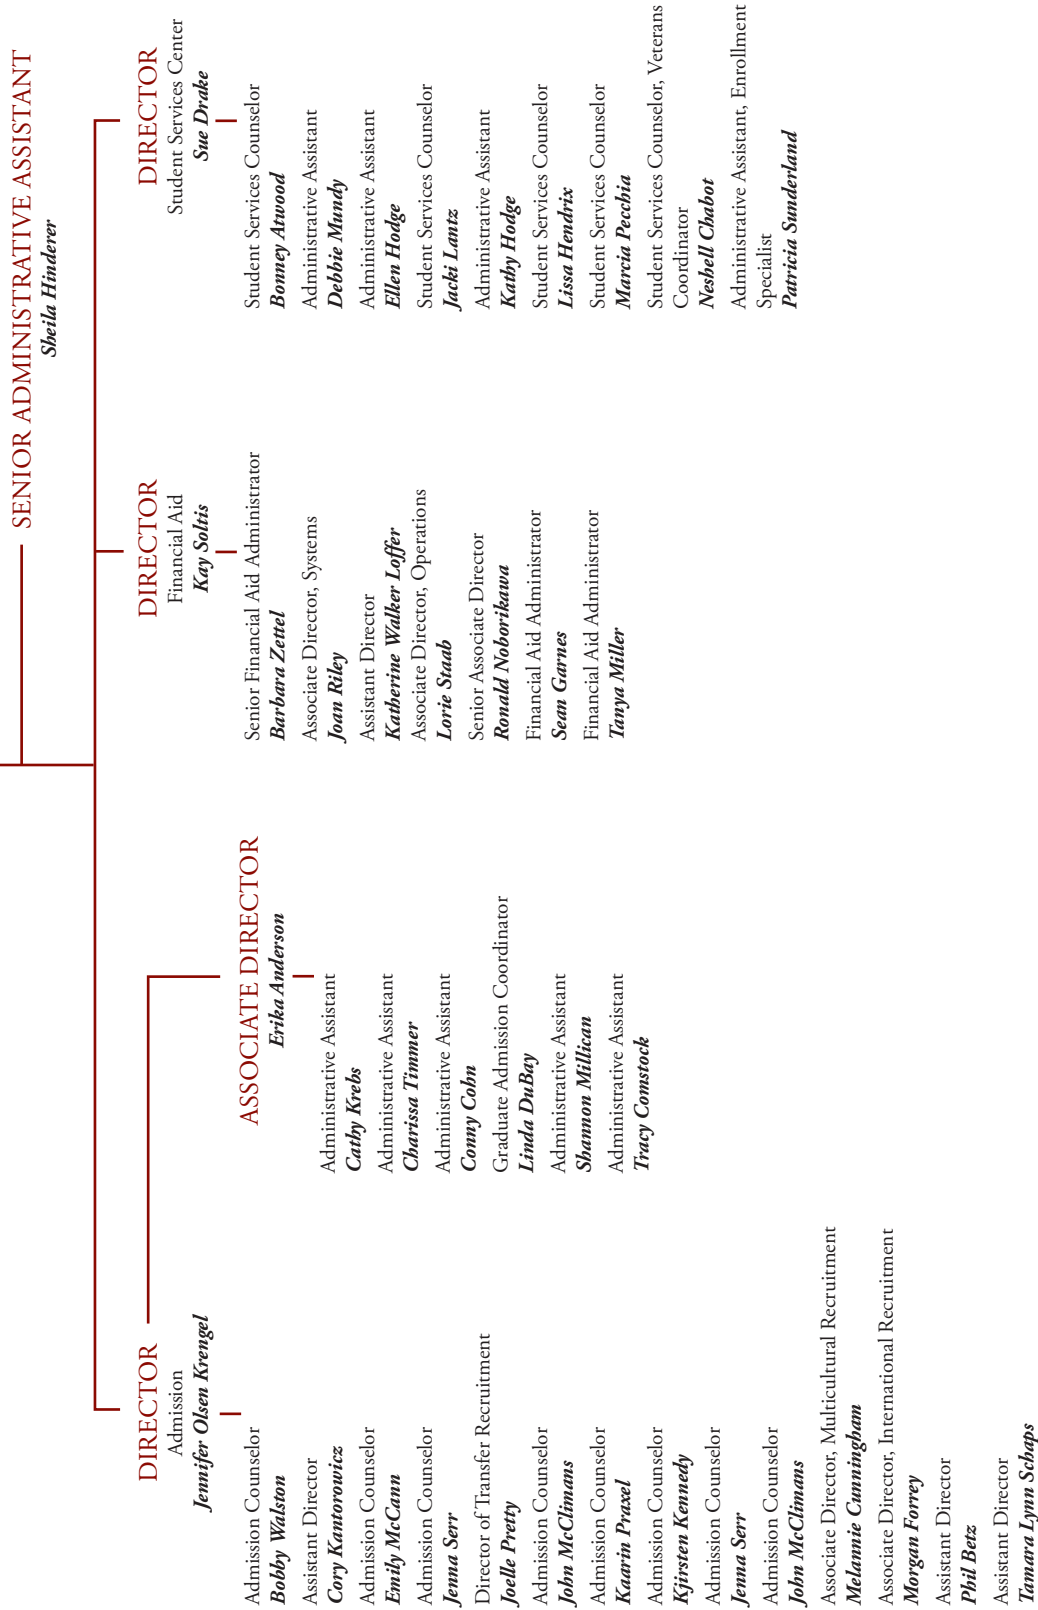 SENIOR ADMINISTRATIVE ASSISTANT
Sheila Hinderer
DIRECTOR
Admission
Jennifer Olsen Krengel
Admission Counselor
Bobby Walston
Assistant Director
Cory Kantorowicz
Admission Counselor
Emily McCann
Admission Counselor
Jenna Serr
Director of Transfer Recruitment
Joelle Pretty
Admission Counselor
John McClimans
Admission Counselor
Kaarin Praxel
Admission Counselor
Kjirsten Kennedy
Admission Counselor
Jenna Serr
Admission Counselor
John McClimans
Associate Director, Multicultural Recruitment
Melannie Cunningham
Associate Director, International Recruitment
Morgan Forrey
Assistant Director
Phil Betz
Assistant Director
Tamara Lynn Schaps
ASSOCIATE DIRECTOR
Erika Anderson
Administrative Assistant
Cathy Krebs
Administrative Assistant
Charissa Timmer
Administrative Assistant
Conny Cohn
Graduate Admission Coordinator
Linda DuBay
Administrative Assistant
Shannon Millican
Administrative Assistant
Tracy Comstock
DIRECTOR
Financial Aid
Kay Soltis
Senior Financial Aid Administrator
Barbara Zettel
Associate Director, Systems
Joan Riley
Assistant Director
Katherine Walker Loffer
Associate Director, Operations
Lorie Staab
Senior Associate Director
Ronald Noborikawa
Financial Aid Administrator
Sean Garnes
Financial Aid Administrator
Tanya Miller
DIRECTOR
Student Services Center
Sue Drake
Student Services Counselor
Bonney Atwood
Administrative Assistant
Debbie Mundy
Administrative Assistant
Ellen Hodge
Student Services Counselor
Jacki Lantz
Administrative Assistant
Kathy Hodge
Student Services Counselor
Lissa Hendrix
Student Services Counselor
Marcia Pecchia
Student Services Counselor, Veterans
Coordinator
Neshell Chabot
Administrative Assistant, Enrollment
Specialist
Patricia Sunderland